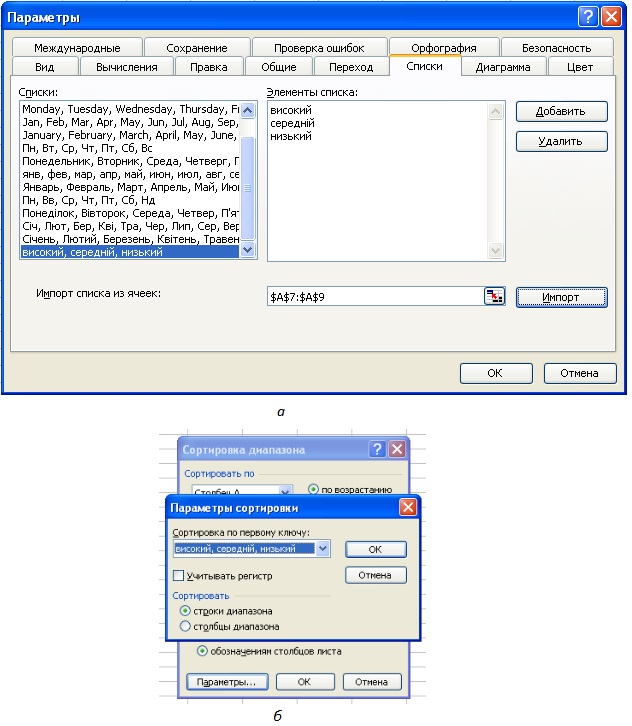 Параметры
Международные Сохранение Проверка ошибок Орфография Безопасность
Вид Вычисления Правка Общие Переход Списки Диаграмма Цвет
Списки: Элементы списка:
Monday, Tuesday, Wednesday, Thursday, Fr
Jan, Feb, Mar, Apr, May, Jun, Jul, Aug, Sep,
January, February, March, April, May, June,
Пн, Вт, Ср, Чт, Пт, Сб, Вс
Понедельник, Вторник, Среда, Четверг, П
янв, фев, мар, апр, май, июн, июл, авг, се
Январь, Февраль, Март, Апрель, Май, Ию
Пн, Вв, Ср, Чт, Пт, Сб, Нд
Понеділок, Вівторок, Середа, Четвер, П'я
Січ, Лют, Бер, Кві, Тра, Чер, Лип, Сер, Вер
Січень, Лютий, Березень, Квітень, Травен
високий, середній, низький
високий
середній
низький
Добавить
Удалить
Импорт списка из ячеек: $A$7:$A$9 Импорт
ОК Отмена
а
Сортировка диапазона
Сортировать по
Столбец А по возрастанию
Параметры сортировки
Сортировка по первому ключу:
високий, середній, низький ОК
Учитывать регистр Отмена
Сортировать
строки диапазона
столбцы диапазона
обозначениям столбцов листа
Параметры... ОК Отмена
б